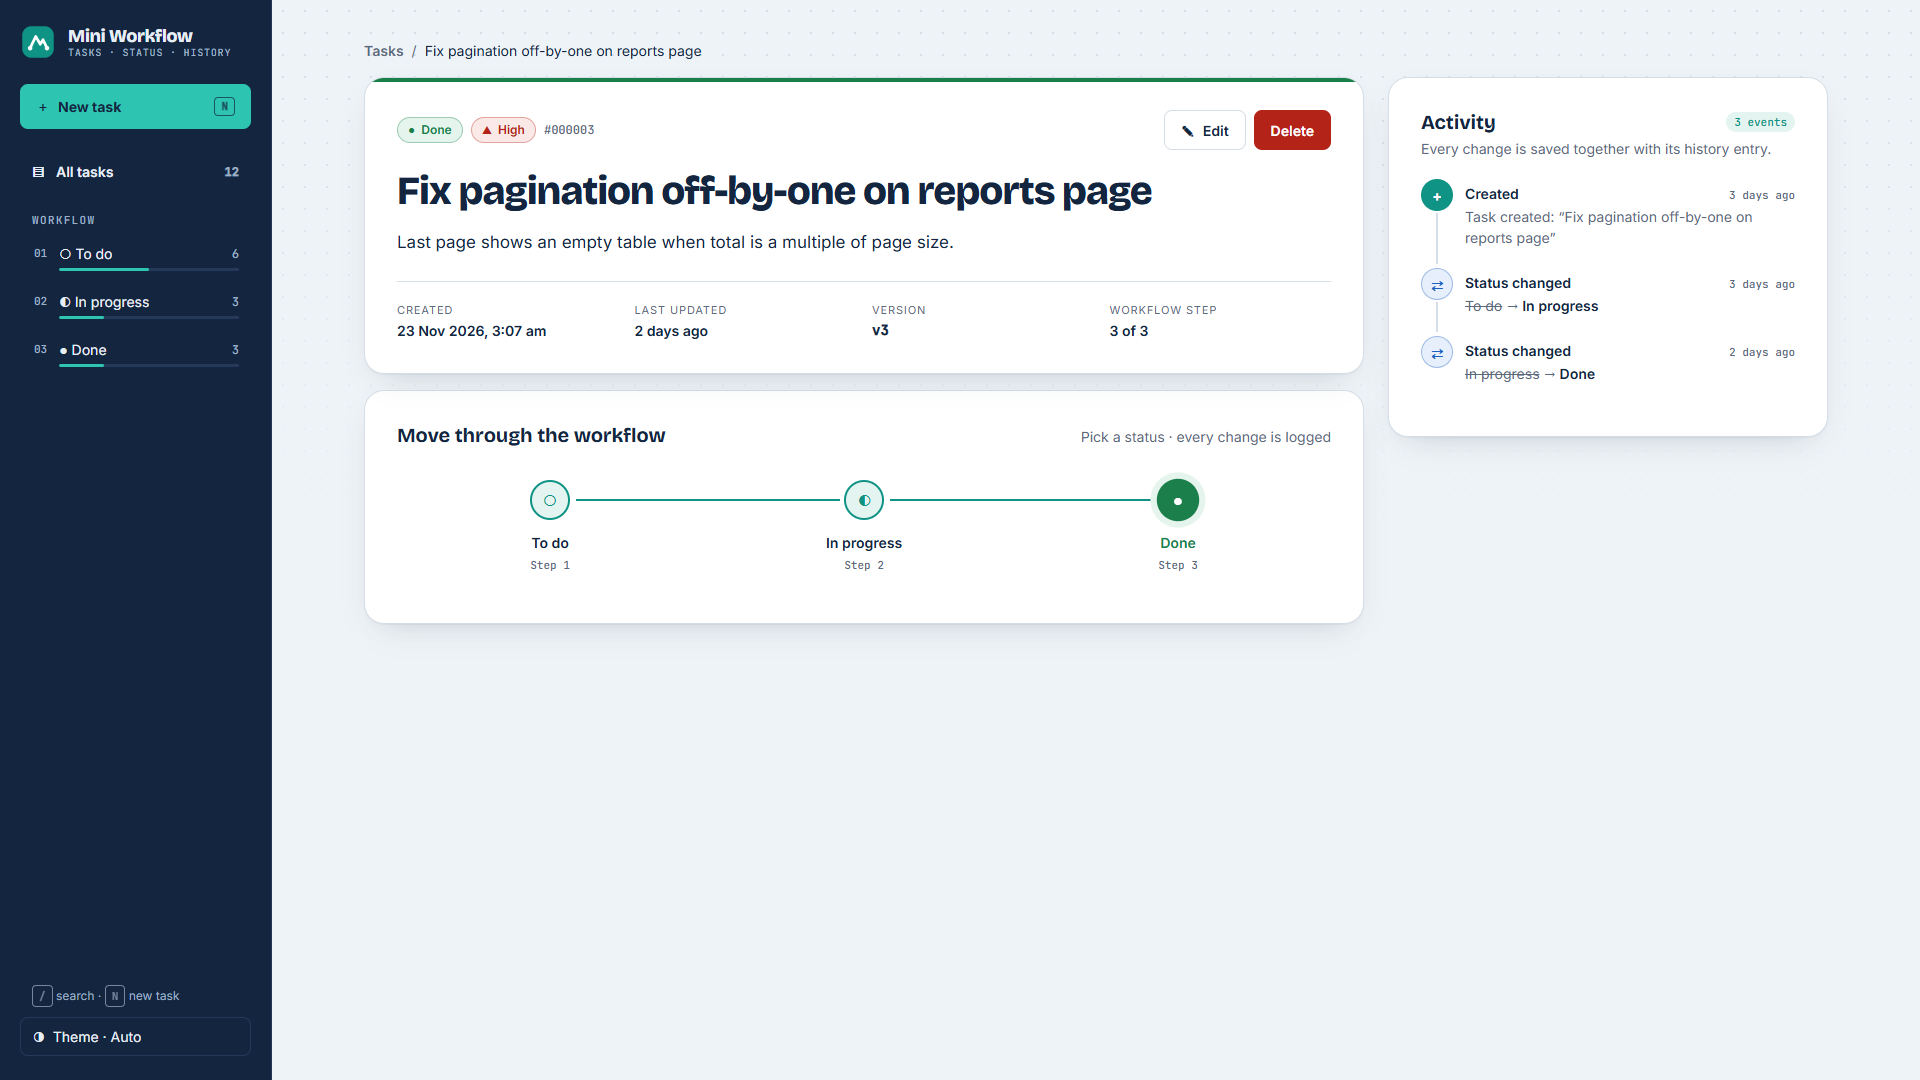 Mini Workflow
TASKS · STATUS · HISTORY
+ New task N
All tasks 12
WORKFLOW
01 To do 6
02 In progress 3
03 Done 3
/ search · N new task
Theme · Auto
Tasks / Fix pagination off-by-one on reports page
Done High #000003
Edit
Delete
Fix pagination off-by-one on reports page
Last page shows an empty table when total is a multiple of page size.
CREATED
23 Nov 2026, 3:07 am
LAST UPDATED
2 days ago
VERSION
v3
WORKFLOW STEP
3 of 3
Move through the workflow
Pick a status · every change is logged
To do
Step 1
In progress
Step 2
Done
Step 3
Activity
3 events
Every change is saved together with its history entry.
Created 3 days ago
Task created: “Fix pagination off-by-one on
reports page”
Status changed 3 days ago
To do → In progress
Status changed 2 days ago
In progress → Done